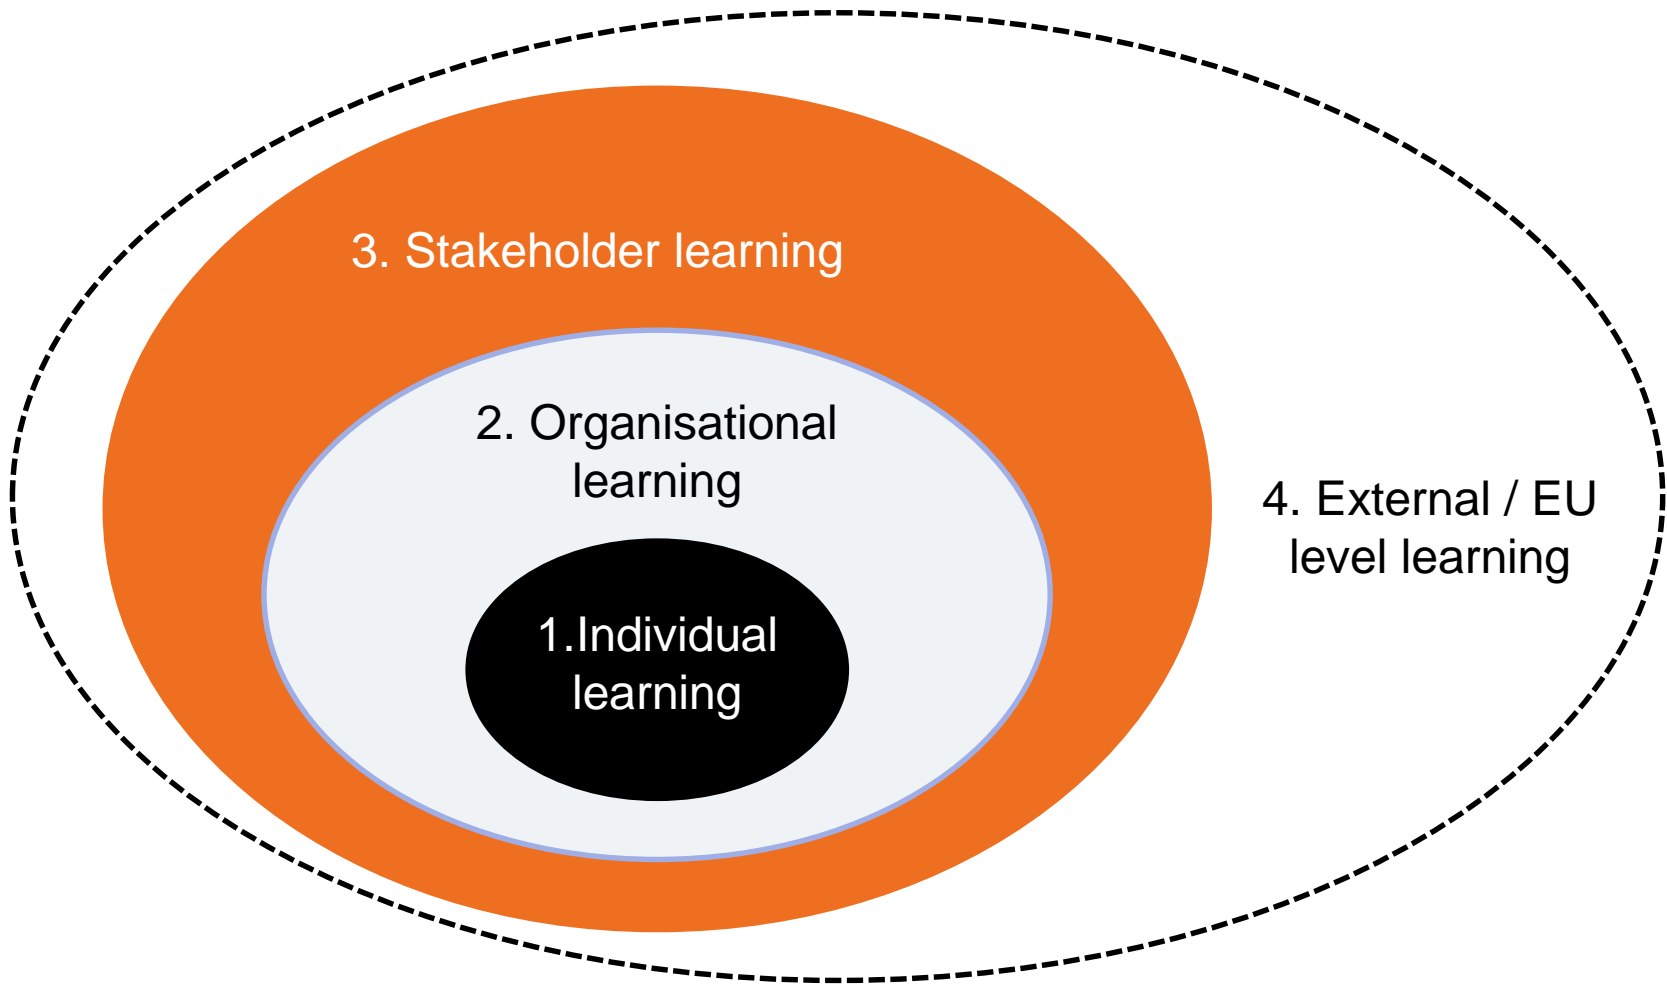 3. Stakeholder learning
2. Organisational
learning
4. External / EU
level learning
1.Individual
learning